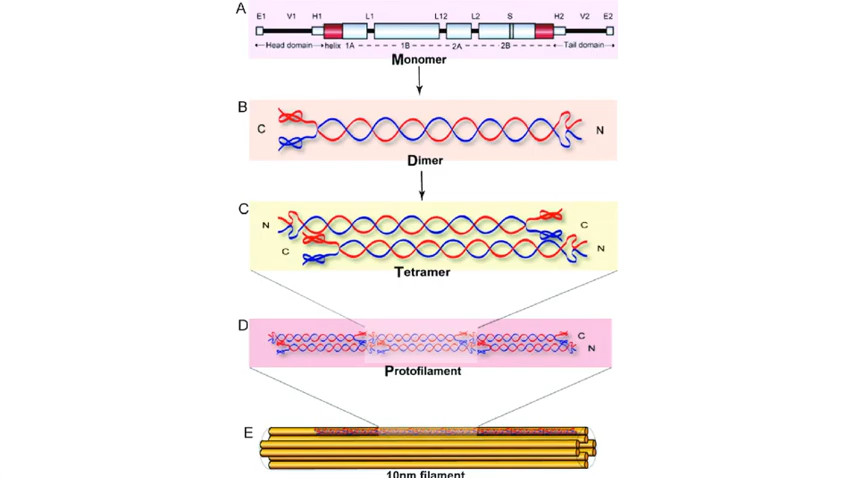 A
E1 V1 H1 L1 L12 L2 S H2 V2 E2
Head domain helix 1A 1B 2A 2B Tail domain
Monomer
B
C N
Dimer
C
N C
C N
Tetramer
D
C
N
Protofilament
E
10nm filament